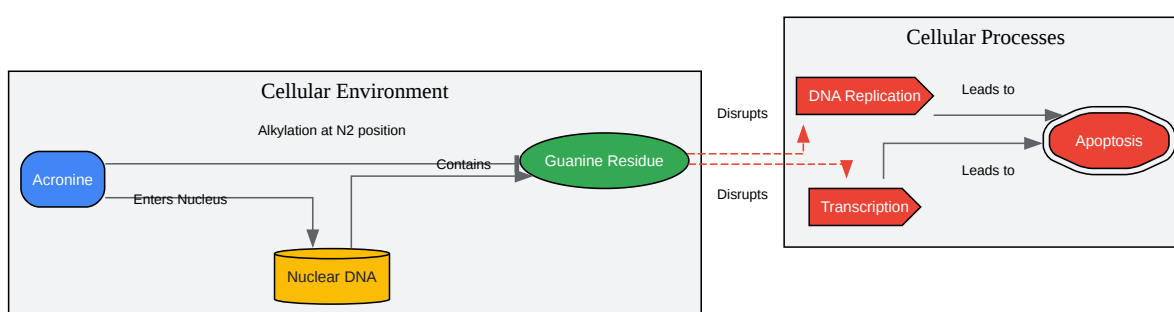 Cellular Processes
Cellular Environment
DNA Replication
Leads to
Disrupts
Alkylation at N2 position
Apoptosis
Guanine Residue
Contains
Acronine
Leads to
Disrupts
Enters Nucleus
Transcription
Nuclear DNA